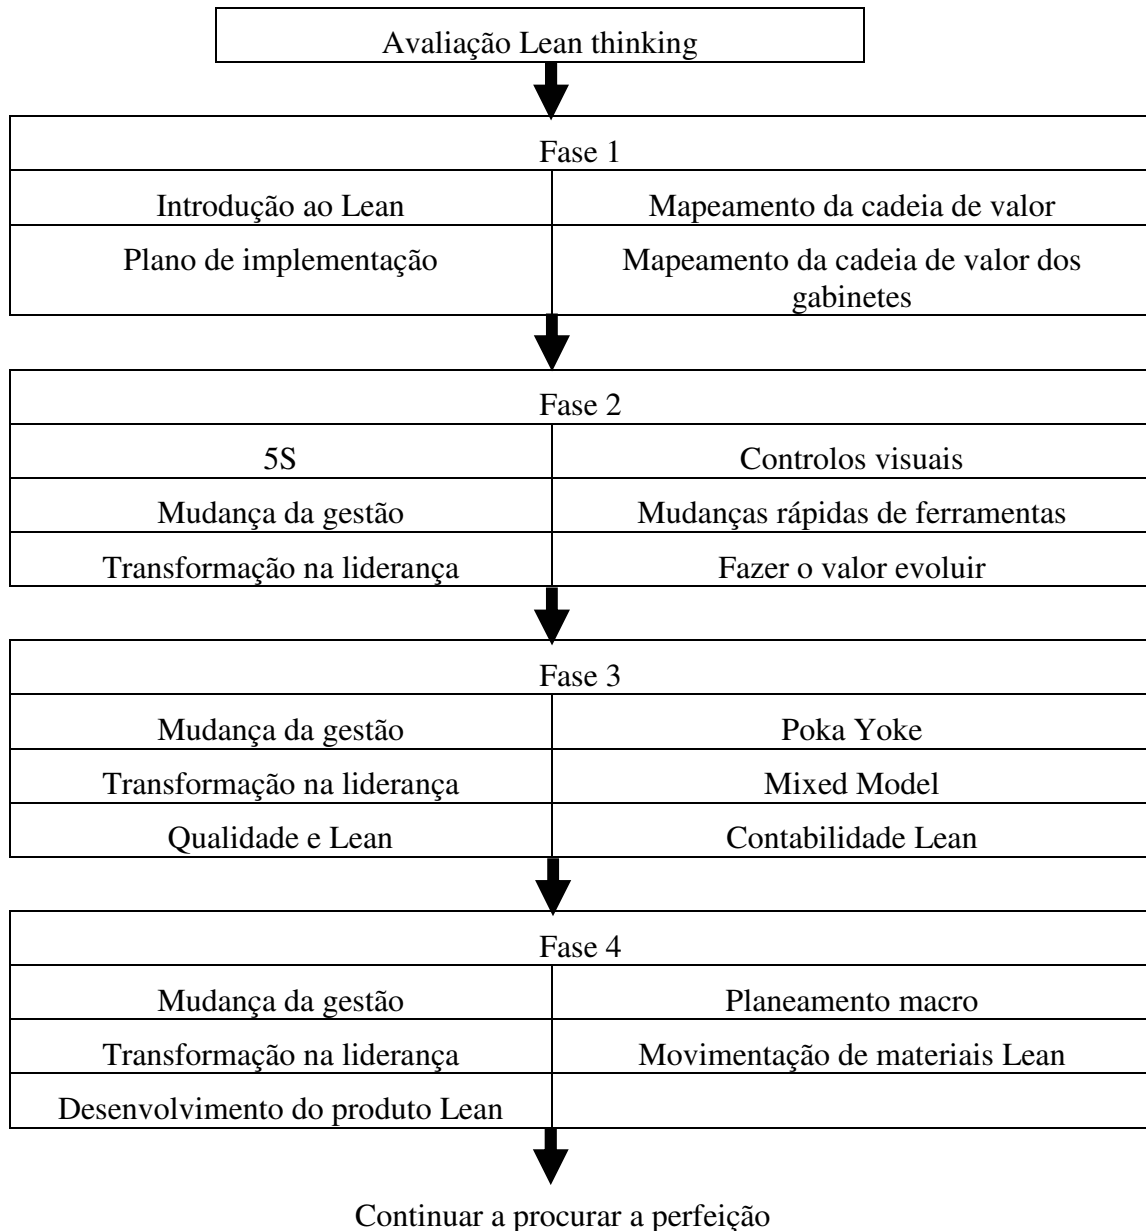 Avaliação Lean thinking
Fase 1
Introdução ao Lean
Mapeamento da cadeia de valor
Plano de implementação
Mapeamento da cadeia de valor dos
gabinetes
Fase 2
5S
Controlos visuais
Mudança da gestão
Mudanças rápidas de ferramentas
Transformação na liderança
Fazer o valor evoluir
Fase 3
Mudança da gestão
Poka Yoke
Transformação na liderança
Mixed Model
Qualidade e Lean
Contabilidade Lean
Fase 4
Mudança da gestão
Planeamento macro
Transformação na liderança
Movimentação de materiais Lean
Desenvolvimento do produto Lean
Continuar a procurar a perfeição